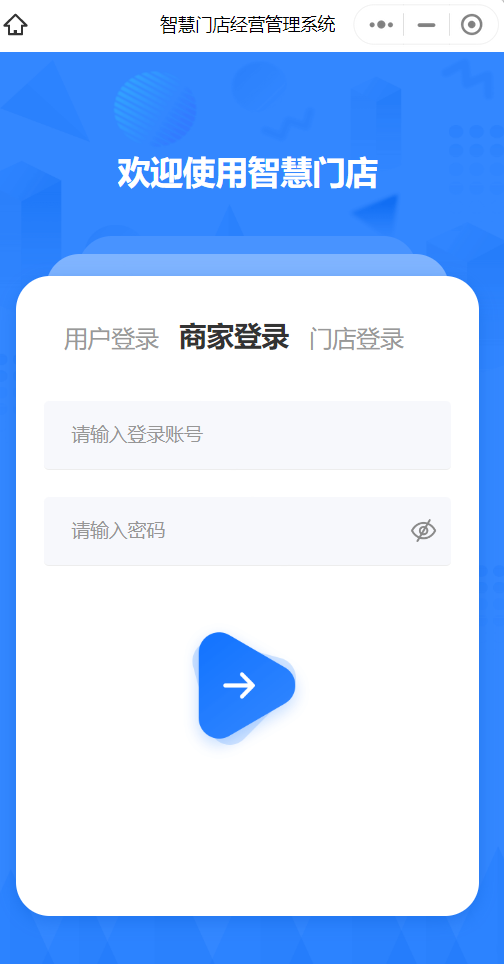 智慧门店经营管理系统
欢迎使用智慧门店
用户登录 商家登录 门店登录
请输入登录账号
请输入密码